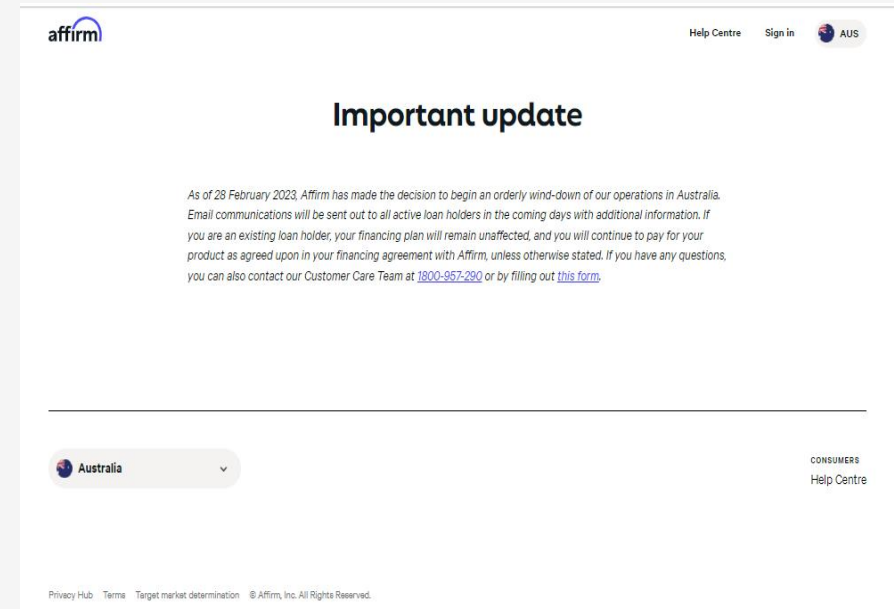 affirm
Help Centre
Sign in
AUS
Important update
As of 28 February 2023, Affirm has made the decision to begin an orderly wind-down of our operations in Australia.
Email communications will be sent out to all active loan holders in the coming days with additional information. If
you are an existing loan holder, your financing plan will remain unaffected, and you will continue to pay for your
product as agreed upon in your financing agreement with Affirm, unless otherwise stated. If you have any questions,
you can also contact our Customer Care Team at 1800-957-290 or by filling out this form.
Australia
CONSUMERS
Help Centre
Privacy Hub Terms Target market determination © Affirm, Inc. All Rights Reserved.